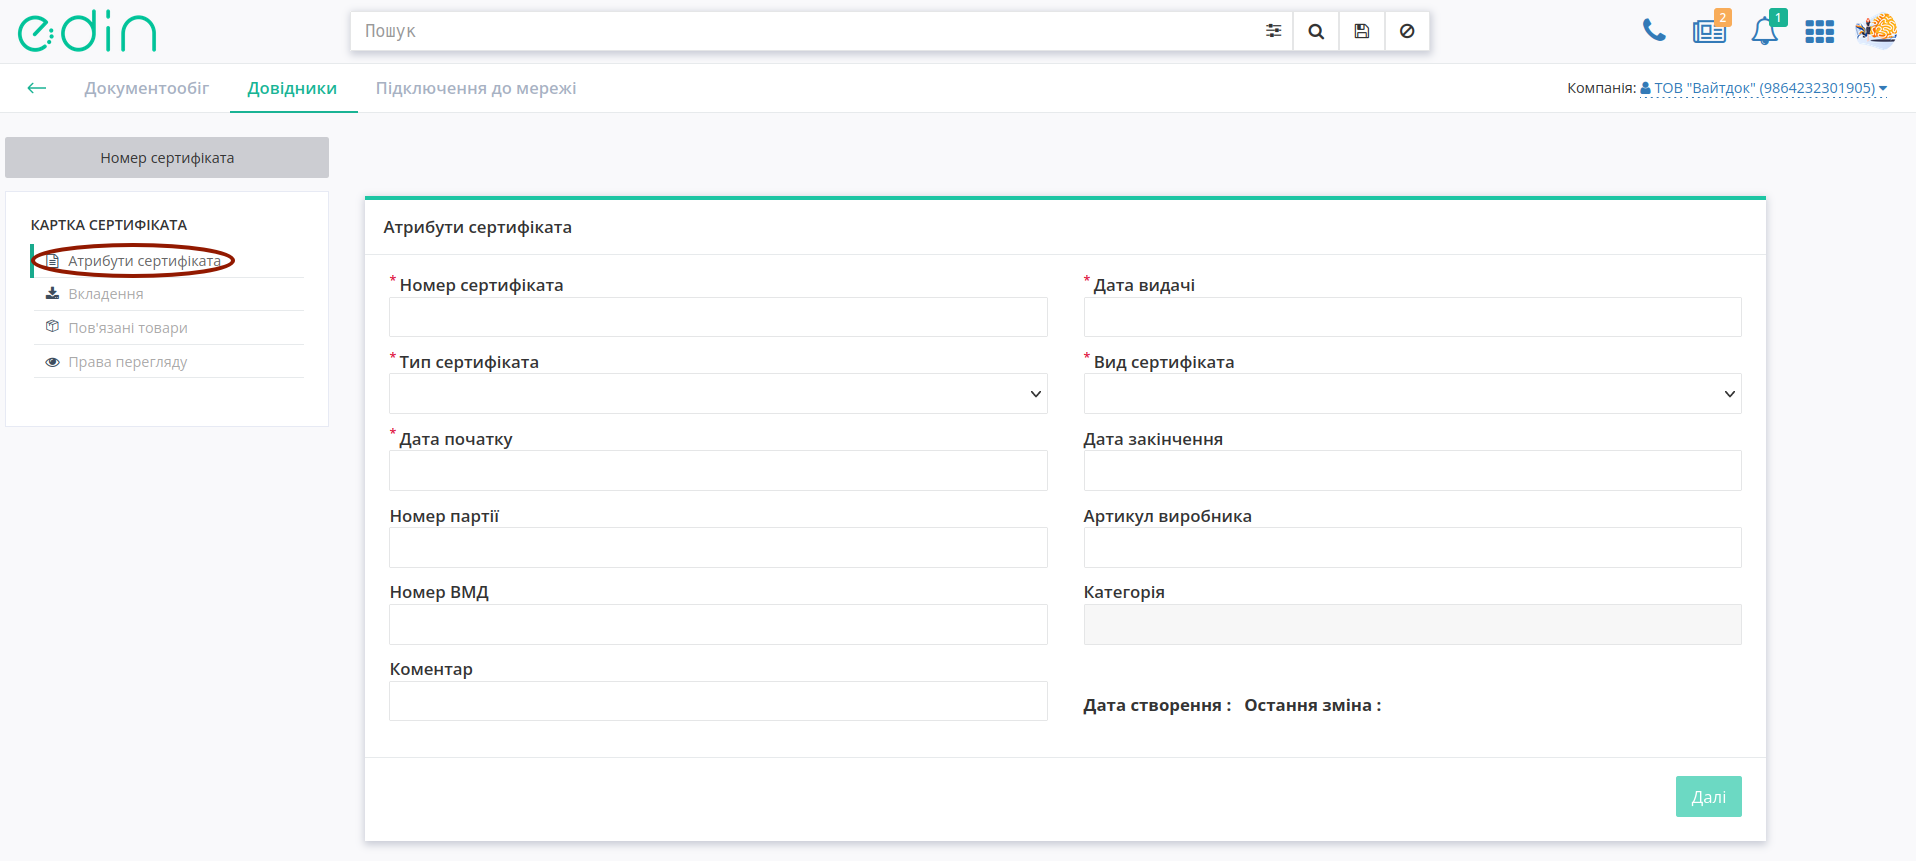 edin
Пошук
2
1
Документообіг Довідники Підключення до мережі
Компанія: ТОВ "Вайтдок" (9864232301905)
Номер сертифіката
КАРТКА СЕРТИФІКАТА
Атрибути сертифіката
Вкладення
Пов'язані товари
Права перегляду
Атрибути сертифіката
* Номер сертифіката
* Дата видачі
* Тип сертифіката
* Вид сертифіката
* Дата початку
Дата закінчення
Номер партії
Артикул виробника
Номер ВМД
Категорія
Коментар
Дата створення : Остання зміна :
Далі